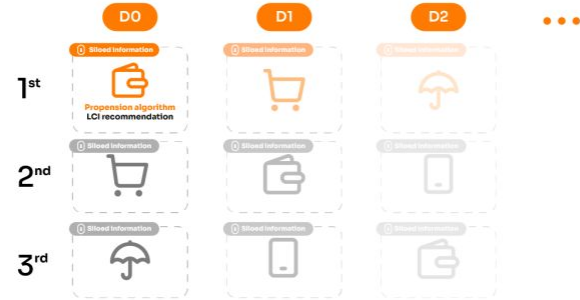 D0 D1 D2
Siloed Information Siloed Information Siloed Information
1st
Propension algorithm
LCI recommendation
Siloed Information Siloed Information Siloed Information
2nd
Siloed Information Siloed Information Siloed Information
3rd